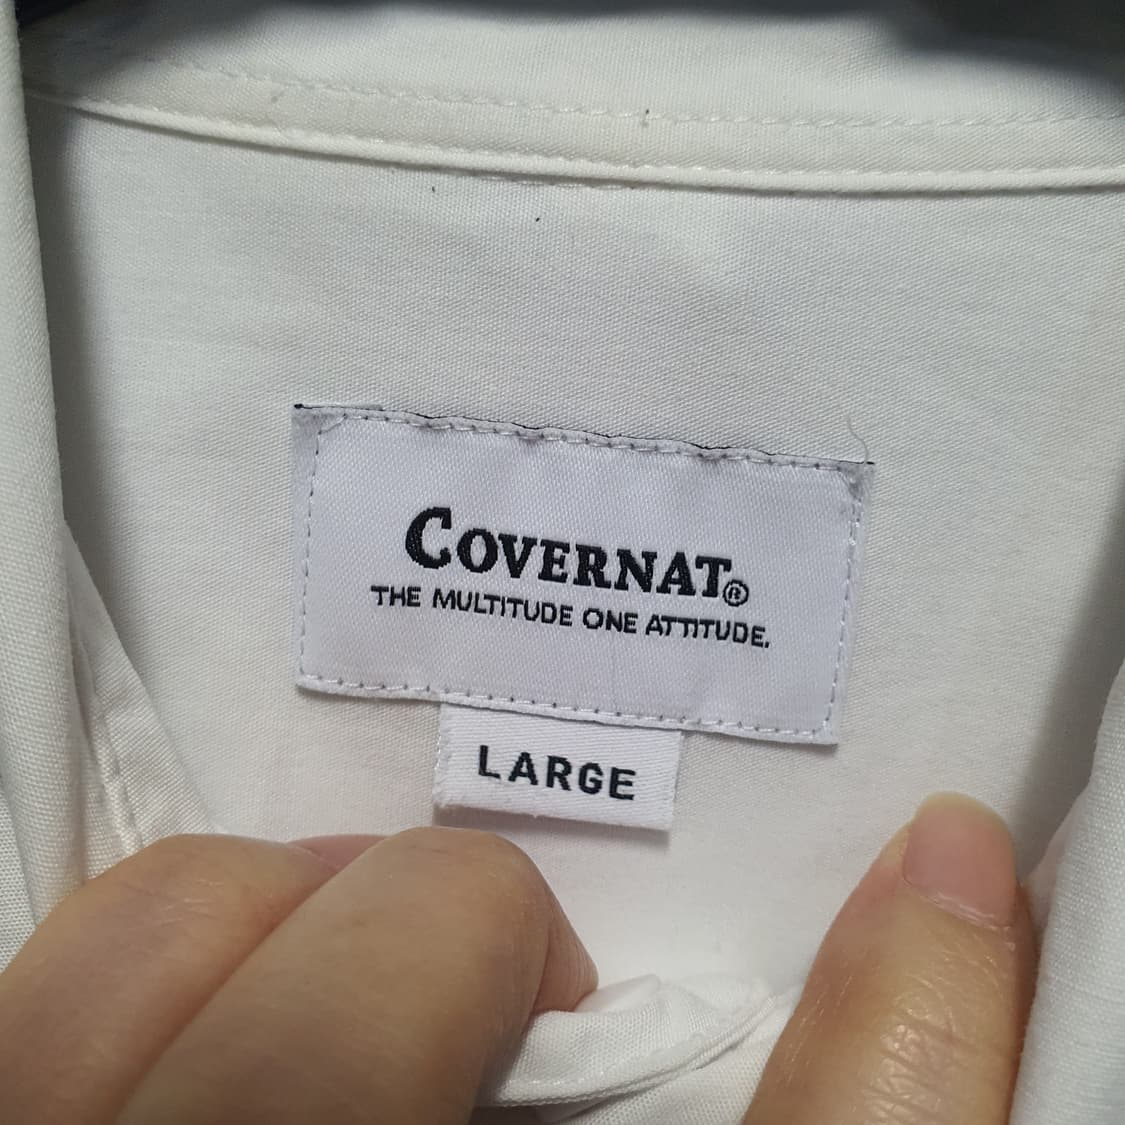 COVERNAT®
THE MULTITUDE ONE ATTITUDE.
LARGE